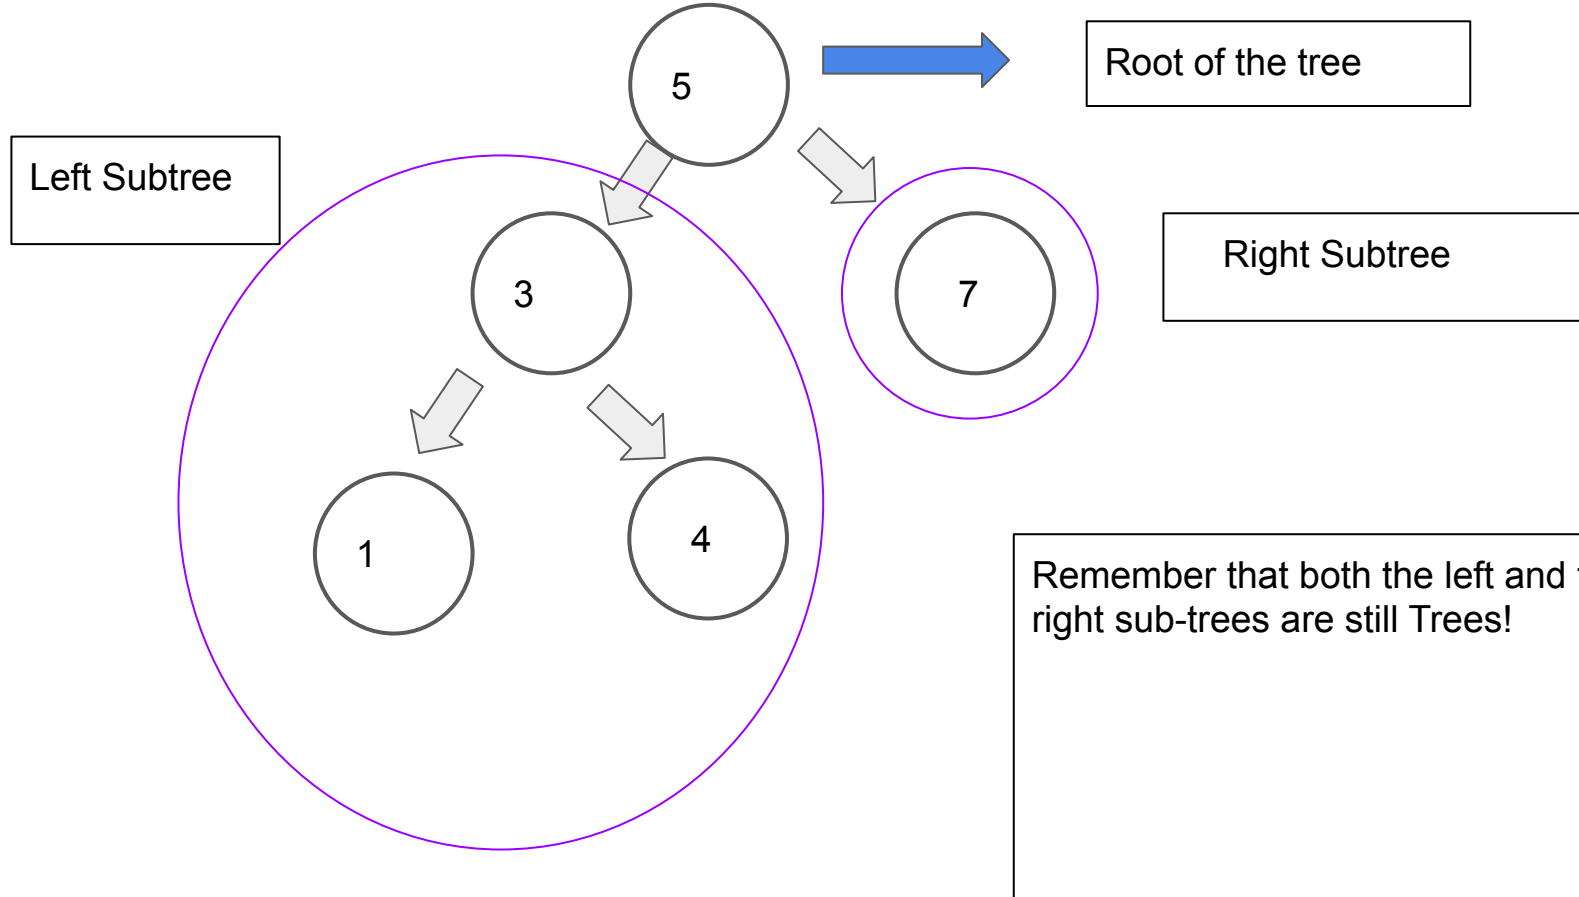 5
Root of the tree
Left Subtree
Right Subtree
3
7
1
4
Remember that both the left and
right sub-trees are still Trees!